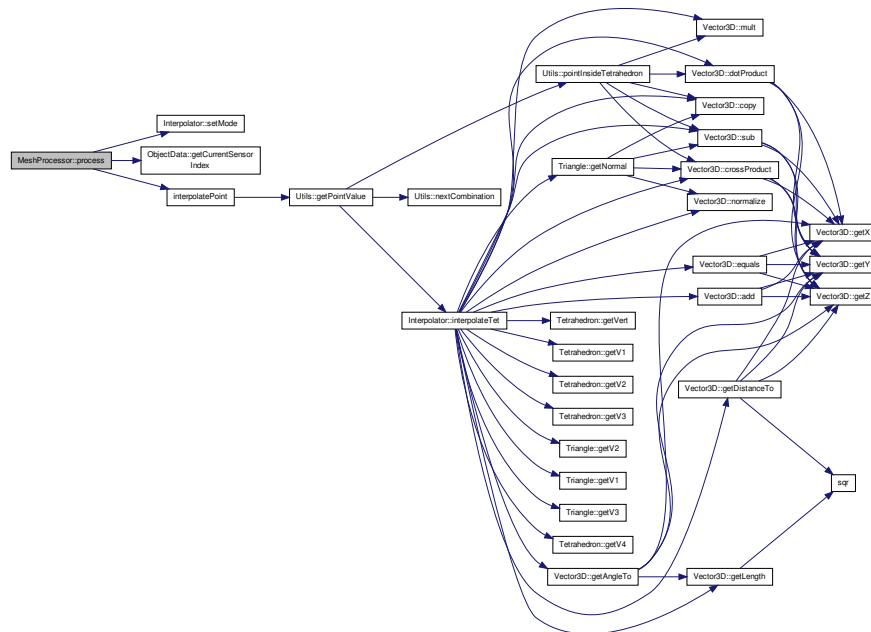 MeshProcessor::process
Interpolator::setMode
ObjectData::getCurrentSensor
Index
interpolatePoint
Utils::getPointValue
Utils::pointInsideTetrahedron
Utils::nextCombination
Interpolator::interpolateTet
Triangle::getNormal
Tetrahedron::getVert
Tetrahedron::getV1
Tetrahedron::getV2
Tetrahedron::getV3
Triangle::getV2
Triangle::getV1
Triangle::getV3
Tetrahedron::getV4
Vector3D::getAngleTo
Vector3D::mult
Vector3D::dotProduct
Vector3D::copy
Vector3D::sub
Vector3D::crossProduct
Vector3D::normalize
Vector3D::equals
Vector3D::add
Vector3D::getDistanceTo
Vector3D::getLength
Vector3D::getX
Vector3D::getY
Vector3D::getZ
sqr